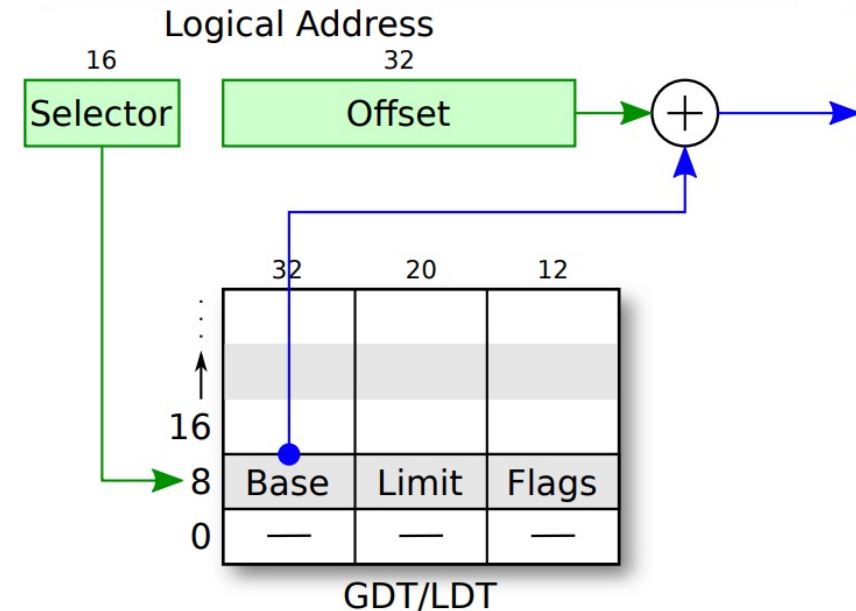 Logical Address
16 32
Selector Offset +
32 20 12
.
.
.
16
8 Base Limit Flags
0 — — —
GDT/LDT